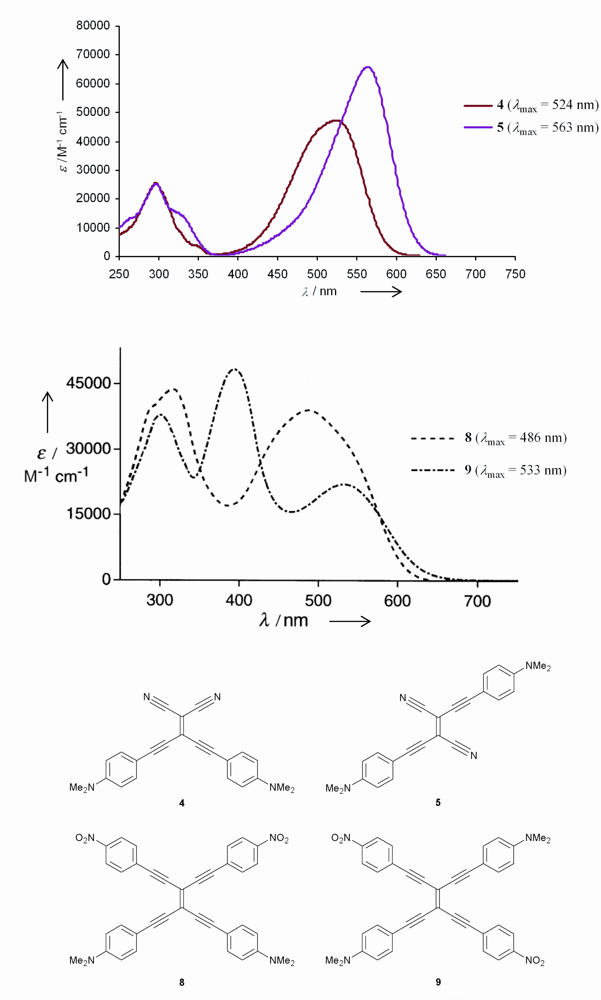 80000
70000
60000
50000
40000
30000
20000
10000
0
ε / M⁻¹ cm⁻¹
250 300 350 400 450 500 550 600 650 700 750
λ / nm
4 (λmax = 524 nm)
5 (λmax = 563 nm)
45000
30000
15000
0
ε /
M⁻¹ cm⁻¹
300 400 500 600 700
λ / nm
8 (λmax = 486 nm)
9 (λmax = 533 nm)
N N
Me₂N NMe₂
4
NMe₂
N
N
Me₂N
5
O₂N NO₂
Me₂N NMe₂
8
O₂N NMe₂
Me₂N NO₂
9